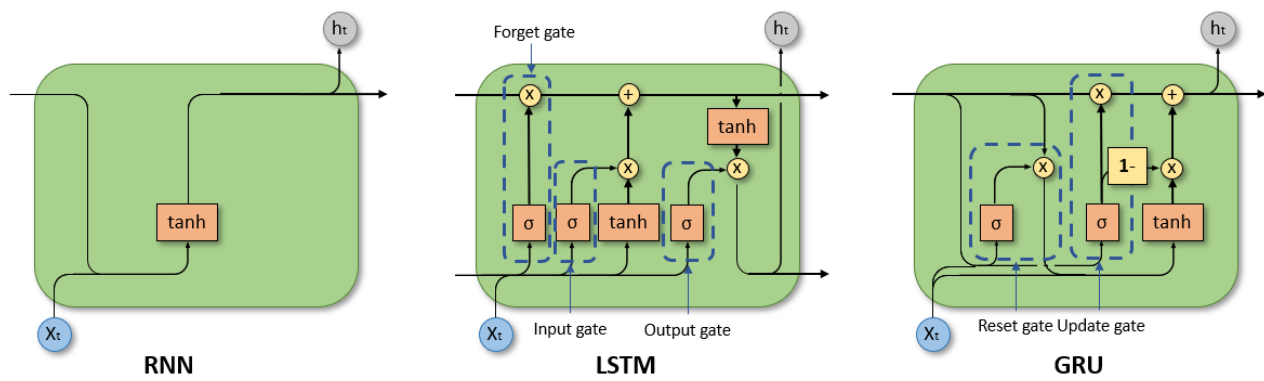 hₜ
tanh
Xₜ
RNN
Forget gate
hₜ
x
+
tanh
x
x
σ
σ
tanh
σ
Xₜ
Input gate
Output gate
LSTM
hₜ
x
+
x
1-
x
σ
σ
tanh
Xₜ
Reset gate
Update gate
GRU